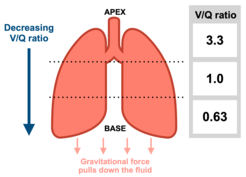 APEX
Decreasing
V/Q ratio
V/Q ratio
3.3
1.0
0.63
BASE
Gravitational force
pulls down the fluid